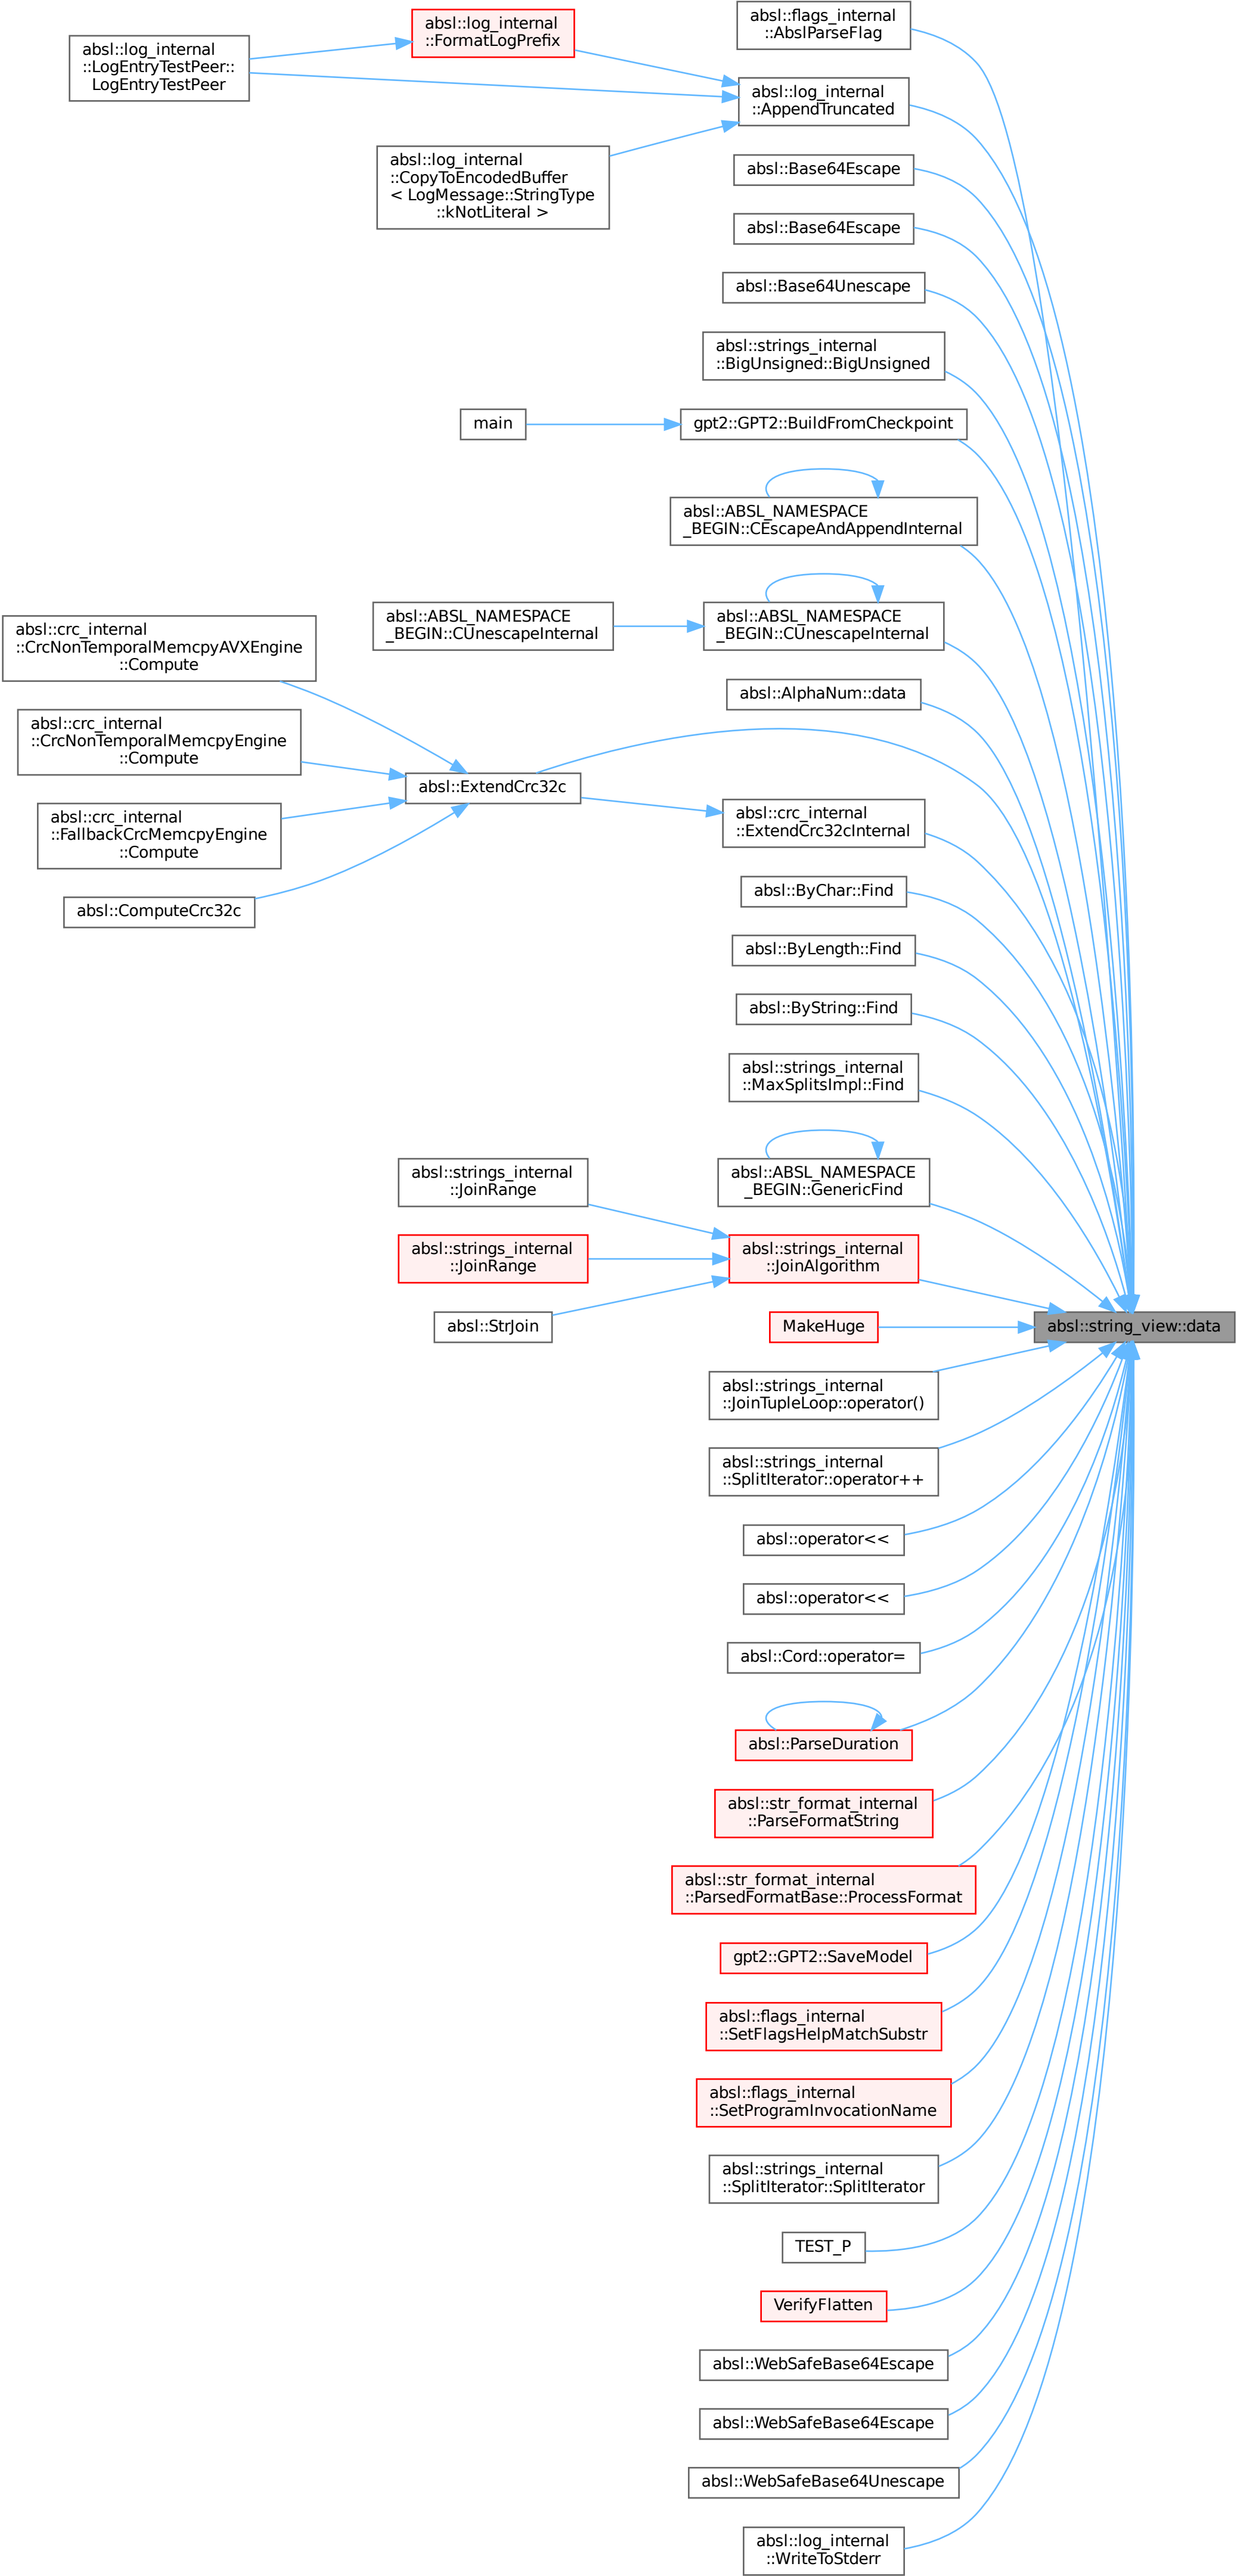 absl::flags_internal
::AbslParseFlag
absl::log_internal
::FormatLogPrefix
absl::log_internal
::LogEntryTestPeer::
LogEntryTestPeer
absl::log_internal
::AppendTruncated
absl::log_internal
::CopyToEncodedBuffer
< LogMessage::StringType
::kNotLiteral >
absl::Base64Escape
absl::Base64Escape
absl::Base64Unescape
absl::strings_internal
::BigUnsigned::BigUnsigned
main
gpt2::GPT2::BuildFromCheckpoint
absl::ABSL_NAMESPACE
_BEGIN::CEscapeAndAppendInternal
absl::ABSL_NAMESPACE
_BEGIN::CUnescapeInternal
absl::ABSL_NAMESPACE
_BEGIN::CUnescapeInternal
absl::crc_internal
::CrcNonTemporalMemcpyAVXEngine
::Compute
absl::AlphaNum::data
absl::crc_internal
::CrcNonTemporalMemcpyEngine
::Compute
absl::ExtendCrc32c
absl::crc_internal
::FallbackCrcMemcpyEngine
::Compute
absl::crc_internal
::ExtendCrc32cInternal
absl::ComputeCrc32c
absl::ByChar::Find
absl::ByLength::Find
absl::ByString::Find
absl::strings_internal
::MaxSplitsImpl::Find
absl::strings_internal
::JoinRange
absl::ABSL_NAMESPACE
_BEGIN::GenericFind
absl::strings_internal
::JoinRange
absl::strings_internal
::JoinAlgorithm
absl::StrJoin
MakeHuge
absl::string_view::data
absl::strings_internal
::JoinTupleLoop::operator()
absl::strings_internal
::SplitIterator::operator++
absl::operator<<
absl::operator<<
absl::Cord::operator=
absl::ParseDuration
absl::str_format_internal
::ParseFormatString
absl::str_format_internal
::ParsedFormatBase::ProcessFormat
gpt2::GPT2::SaveModel
absl::flags_internal
::SetFlagsHelpMatchSubstr
absl::flags_internal
::SetProgramInvocationName
absl::strings_internal
::SplitIterator::SplitIterator
TEST_P
VerifyFlatten
absl::WebSafeBase64Escape
absl::WebSafeBase64Escape
absl::WebSafeBase64Unescape
absl::log_internal
::WriteToStderr